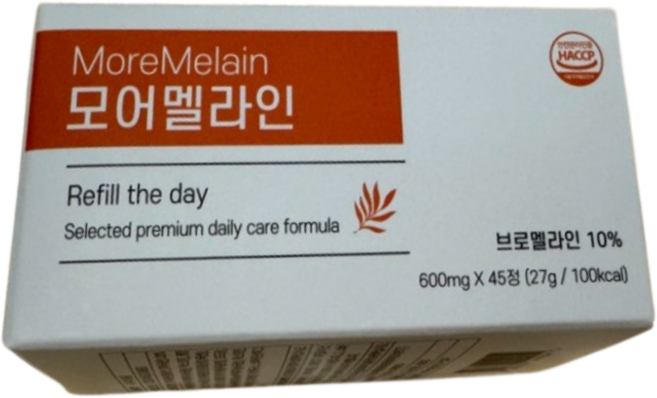 MoreMelain
모어멜라인
HACCP
Refill the day
Selected premium daily care formula
브로멜라인 10%
600mg X 45정 (27g / 100kcal)